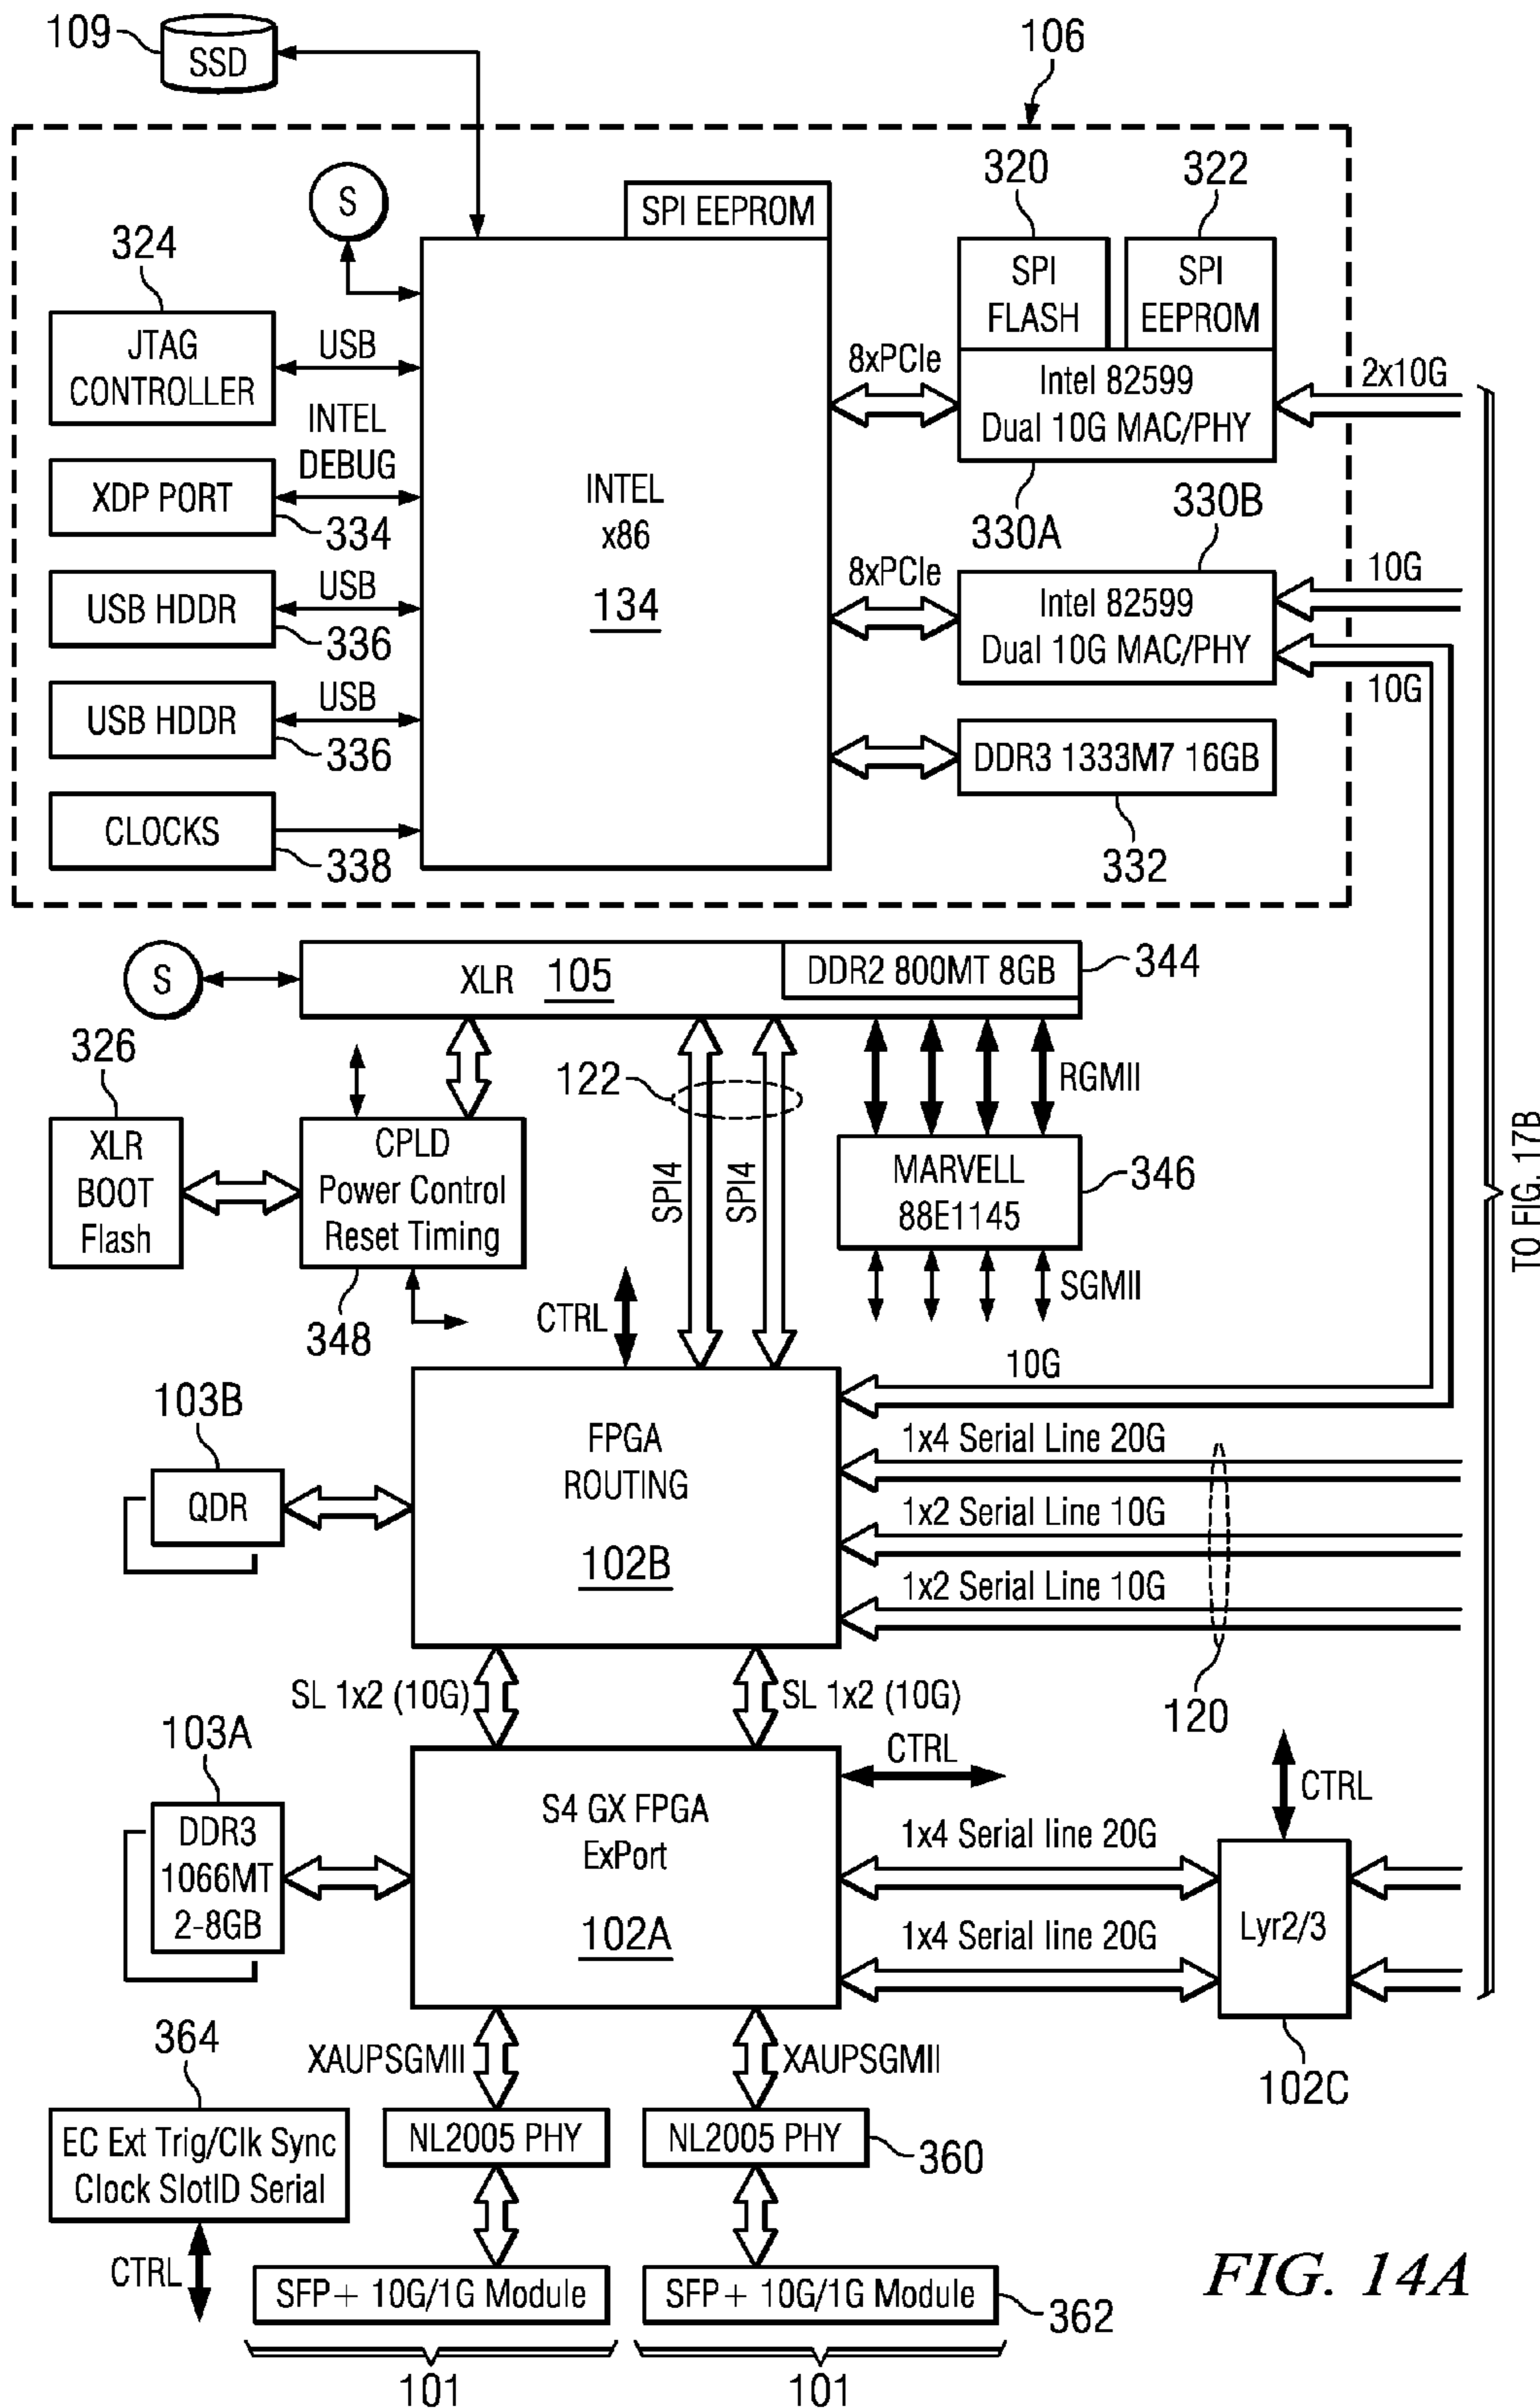 109
SSD
106
S
SPI EEPROM
320
322
324
SPI
FLASH
SPI
EEPROM
JTAG
CONTROLLER
USB
8xPCIe
Intel 82599
Dual 10G MAC/PHY
2x10G
INTEL
DEBUG
XDP PORT
334
INTEL
x86
134
330A
330B
USB HDDR
USB
336
8xPCIe
Intel 82599
Dual 10G MAC/PHY
10G
10G
USB HDDR
USB
336
DDR3 1333M7 16GB
332
CLOCKS
338
S
XLR 105
DDR2 800MT 8GB
344
326
122
RGMII
XLR
BOOT
Flash
CPLD
Power Control
Reset Timing
348
SPI4
SPI4
MARVELL
88E1145
346
SGMII
TO FIG. 17B
CTRL
10G
103B
QDR
FPGA
ROUTING
102B
1x4 Serial Line 20G
1x2 Serial Line 10G
1x2 Serial Line 10G
120
SL 1x2 (10G)
SL 1x2 (10G)
103A
DDR3
1066MT
2-8GB
S4 GX FPGA
ExPort
102A
CTRL
CTRL
1x4 Serial line 20G
1x4 Serial line 20G
Lyr2/3
102C
364
XAUPSGMII
XAUPSGMII
EC Ext Trig/Clk Sync
Clock SlotID Serial
NL2005 PHY
NL2005 PHY
360
CTRL
SFP+ 10G/1G Module
SFP+ 10G/1G Module
362
101
101
FIG. 14A